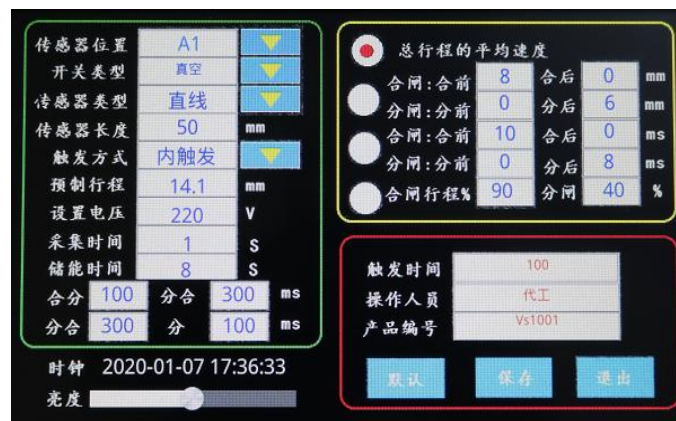 传感器位置 A1
开关类型 真空
传感器类型 直线
传感器长度 50 mm
触发方式 内触发
预制行程 14.1 mm
设置电压 220 V
采集时间 1 S
储能时间 8 S
合分 100 分合 300 ms
分合 300 分 100 ms
时钟 2020-01-07 17:36:33
亮度
总行程的平均速度
合闸:合前 8 合后 0 mm
分闸:分前 0 分后 6 mm
合闸:合前 10 合后 0 ms
分闸:分前 0 分后 8 ms
合闸行程% 90 分闸 40 %
触发时间 100
操作人员 代工
产品编号 Vs1001
默认 保存 退出